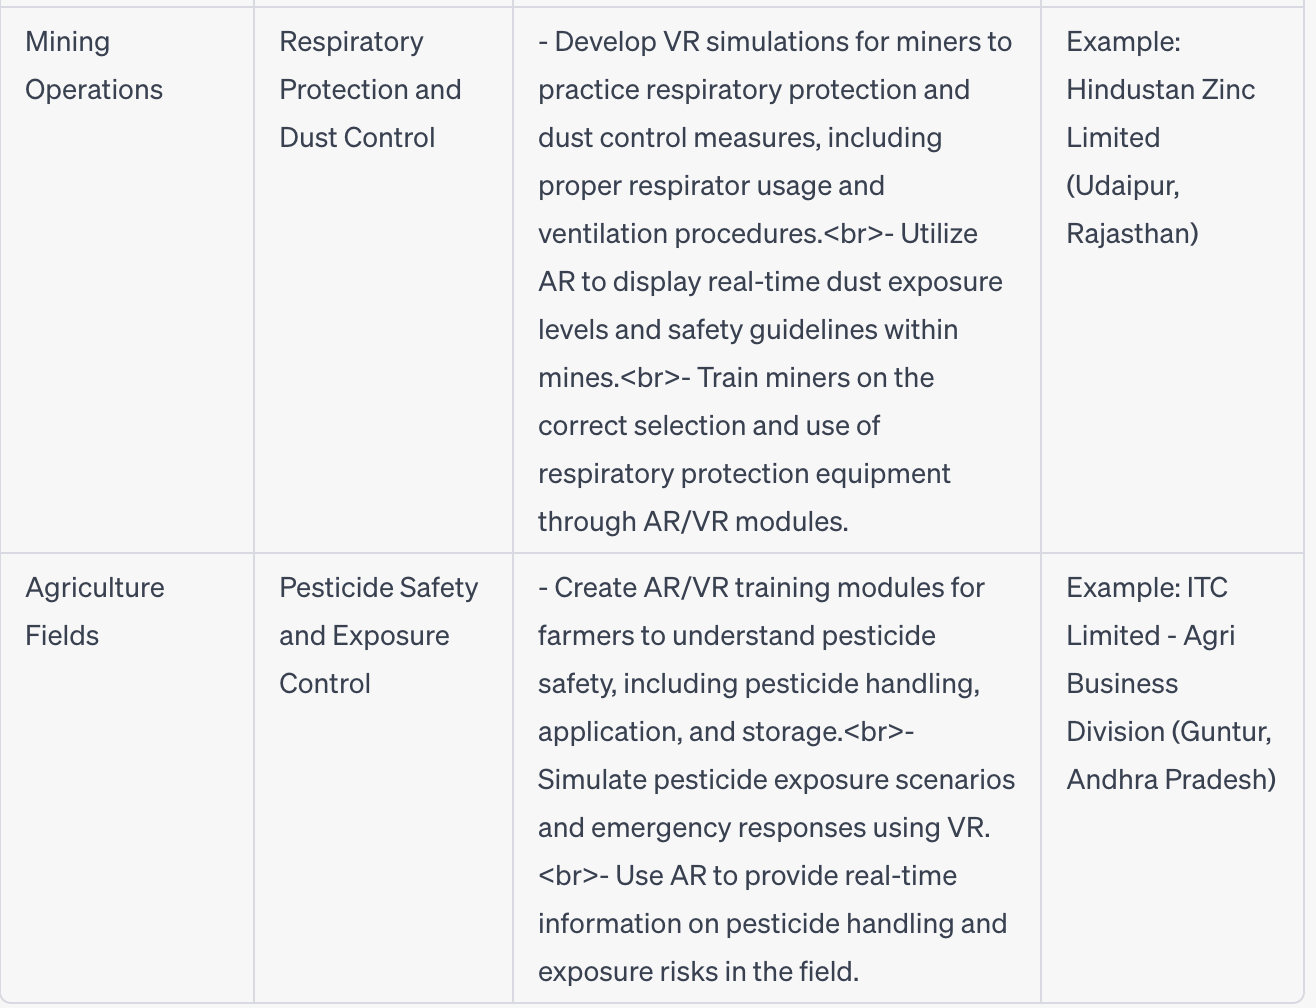 Mining
Operations
Respiratory
Protection and
Dust Control
- Develop VR simulations for miners to
practice respiratory protection and
dust control measures, including
proper respirator usage and
ventilation procedures.<br>- Utilize
AR to display real-time dust exposure
levels and safety guidelines within
mines.<br>- Train miners on the
correct selection and use of
respiratory protection equipment
through AR/VR modules.
Example:
Hindustan Zinc
Limited
(Udaipur,
Rajasthan)
Agriculture
Fields
Pesticide Safety
and Exposure
Control
- Create AR/VR training modules for
farmers to understand pesticide
safety, including pesticide handling,
application, and storage.<br>-
Simulate pesticide exposure scenarios
and emergency responses using VR.
<br>- Use AR to provide real-time
information on pesticide handling and
exposure risks in the field.
Example: ITC
Limited - Agri
Business
Division (Guntur,
Andhra Pradesh)